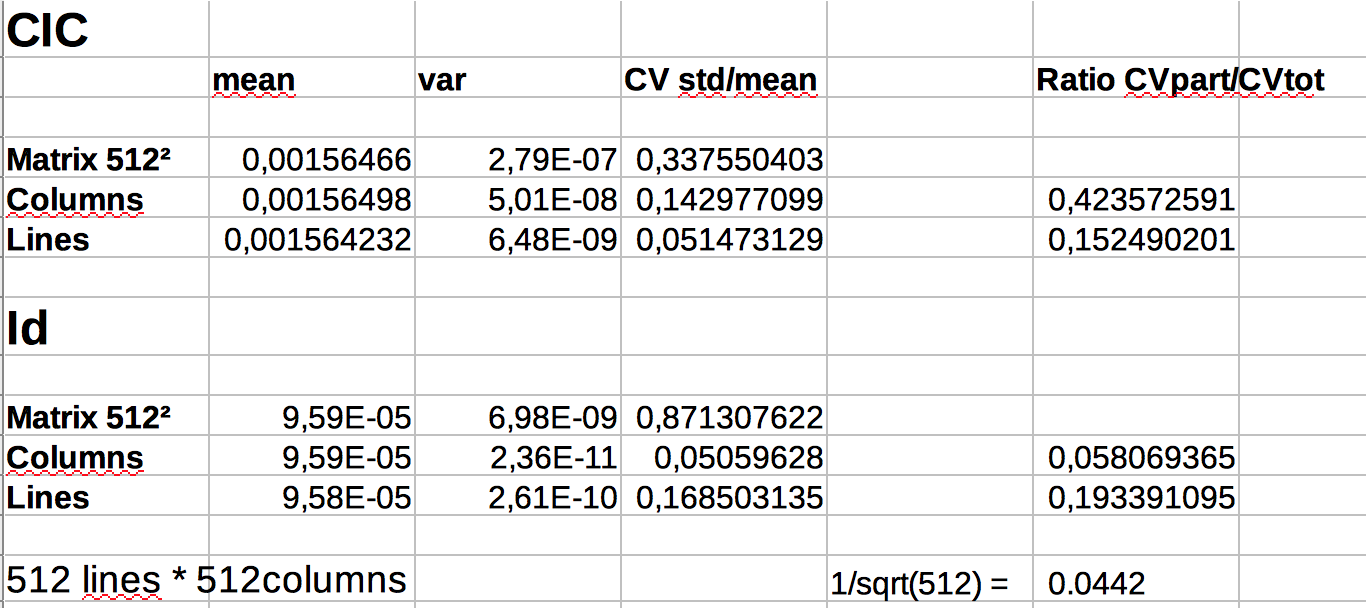 CIC
mean var CV std/mean Ratio CVpart/CVtot
Matrix 512² 0,00156466 2,79E-07 0,337550403
Columns 0,00156498 5,01E-08 0,142977099 0,423572591
Lines 0,001564232 6,48E-09 0,051473129 0,152490201
Id
Matrix 512² 9,59E-05 6,98E-09 0,871307622
Columns 9,59E-05 2,36E-11 0,05059628 0,058069365
Lines 9,58E-05 2,61E-10 0,168503135 0,193391095
512 lines * 512columns 1/sqrt(512) = 0.0442